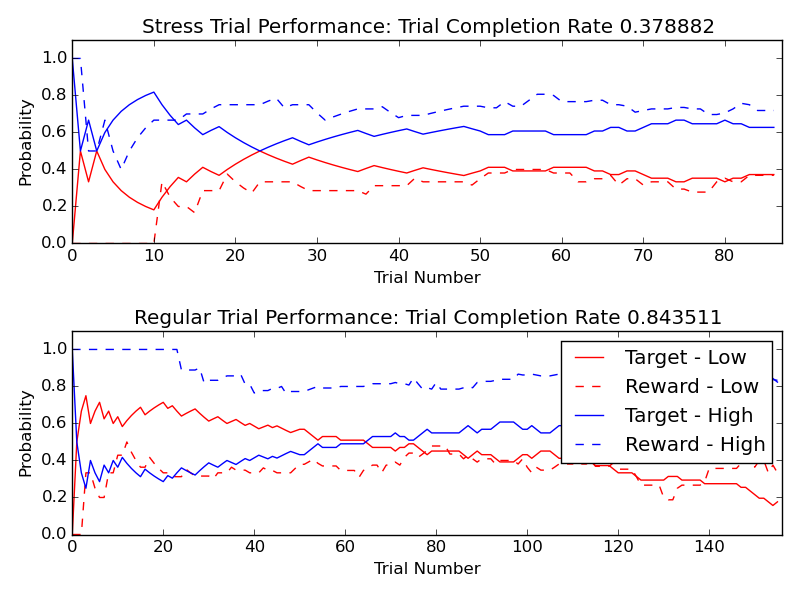 Stress Trial Performance: Trial Completion Rate 0.378882
1.0
0.8
0.6
0.4
0.2
0.0
Probability
0 10 20 30 40 50 60 70 80
Trial Number
Regular Trial Performance: Trial Completion Rate 0.843511
1.0
0.8
0.6
0.4
0.2
0.0
Probability
Target - Low
Reward - Low
Target - High
Reward - High
0 20 40 60 80 100 120 140
Trial Number